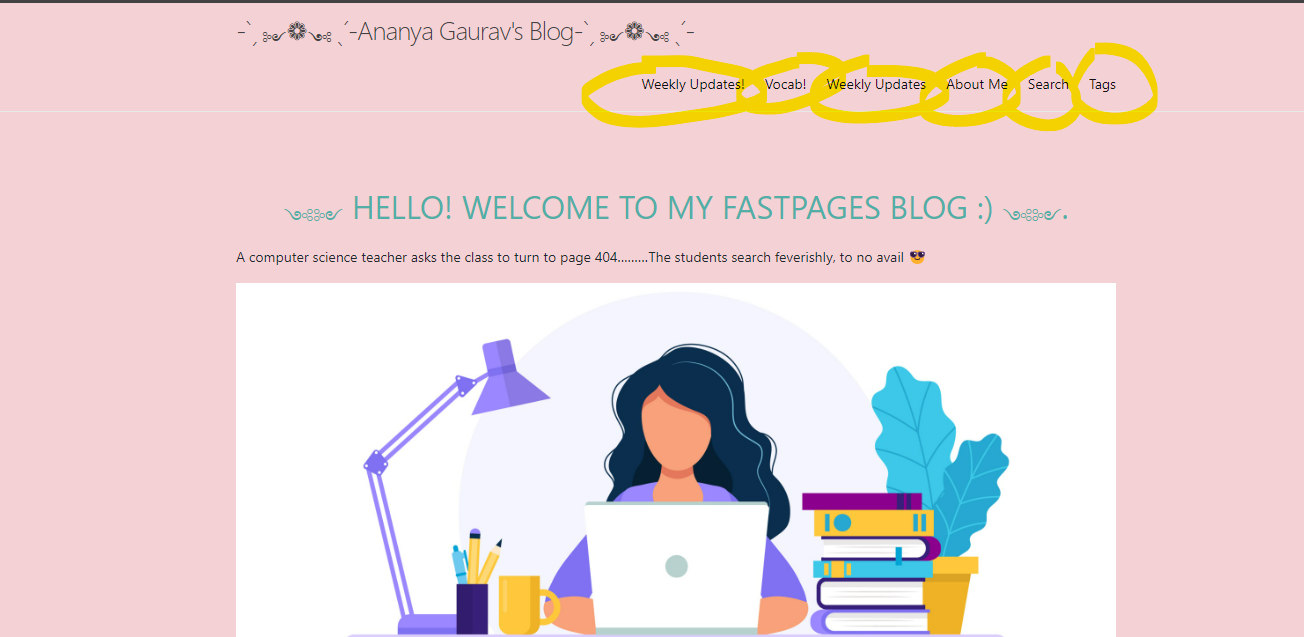 -`ˏ ༻❁༺ ˎ´-Ananya Gaurav's Blog-`ˏ ༻❁༺ ˎ´-
Weekly Updates! Vocab! Weekly Updates About Me Search Tags
༺༻ HELLO! WELCOME TO MY FASTPAGES BLOG :) ༺༻.
A computer science teacher asks the class to turn to page 404.........The students search feverishly, to no avail 😎